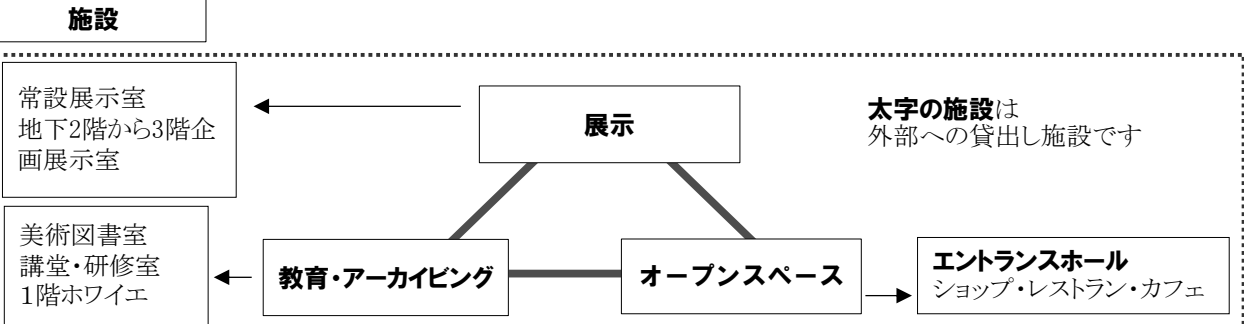 施設
常設展示室
地下2階から3階企
画展示室
展示
太字の施設は
外部への貸出し施設です
美術図書室
講堂・研修室
1階ホワイエ
教育・アーカイビング
オープンスペース
エントランスホール
ショップ・レストラン・カフェ